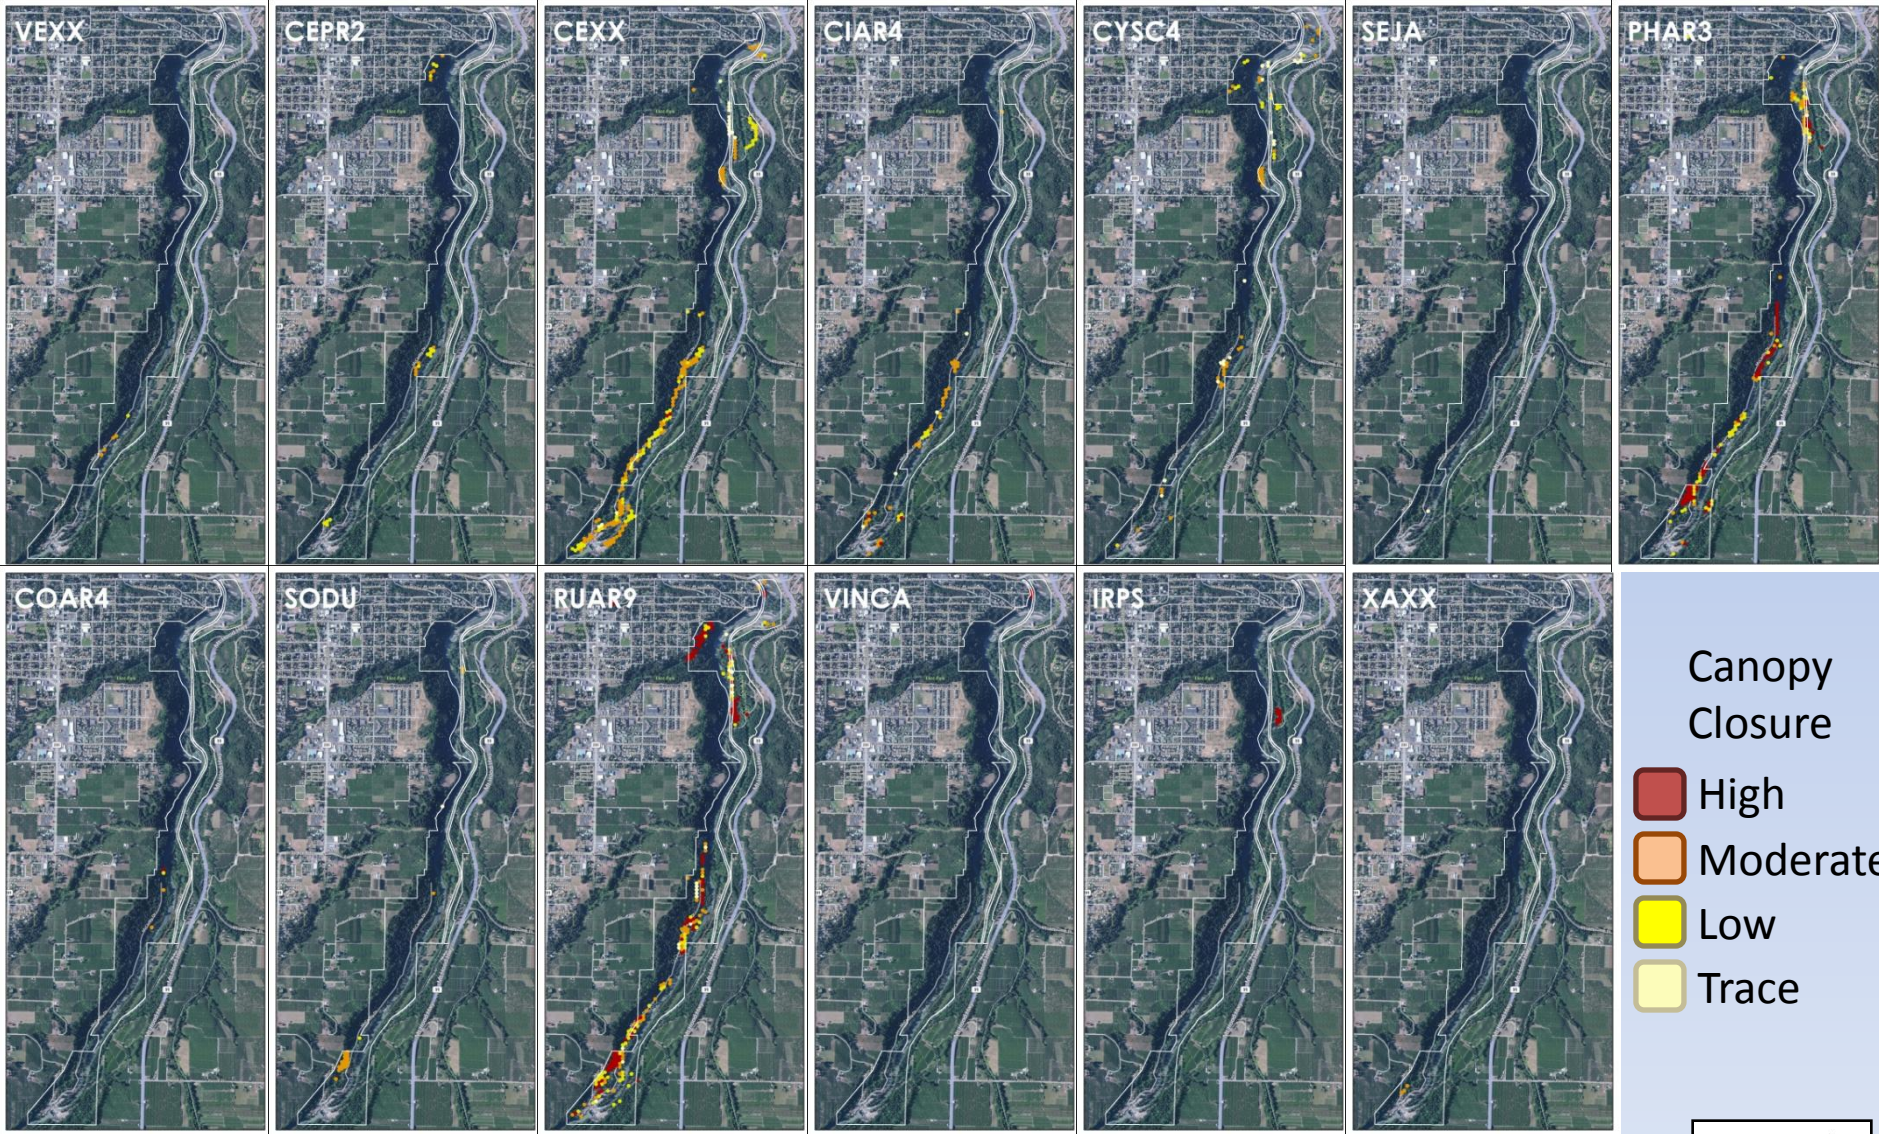 VEXX
CEPR2
CEXX
CIAR4
CYSC4
SEJA
PHAR3
COAR4
SODU
RUAR9
VINCA
IRPS
XAXX
Canopy
Closure
High
Moderate
Low
Trace